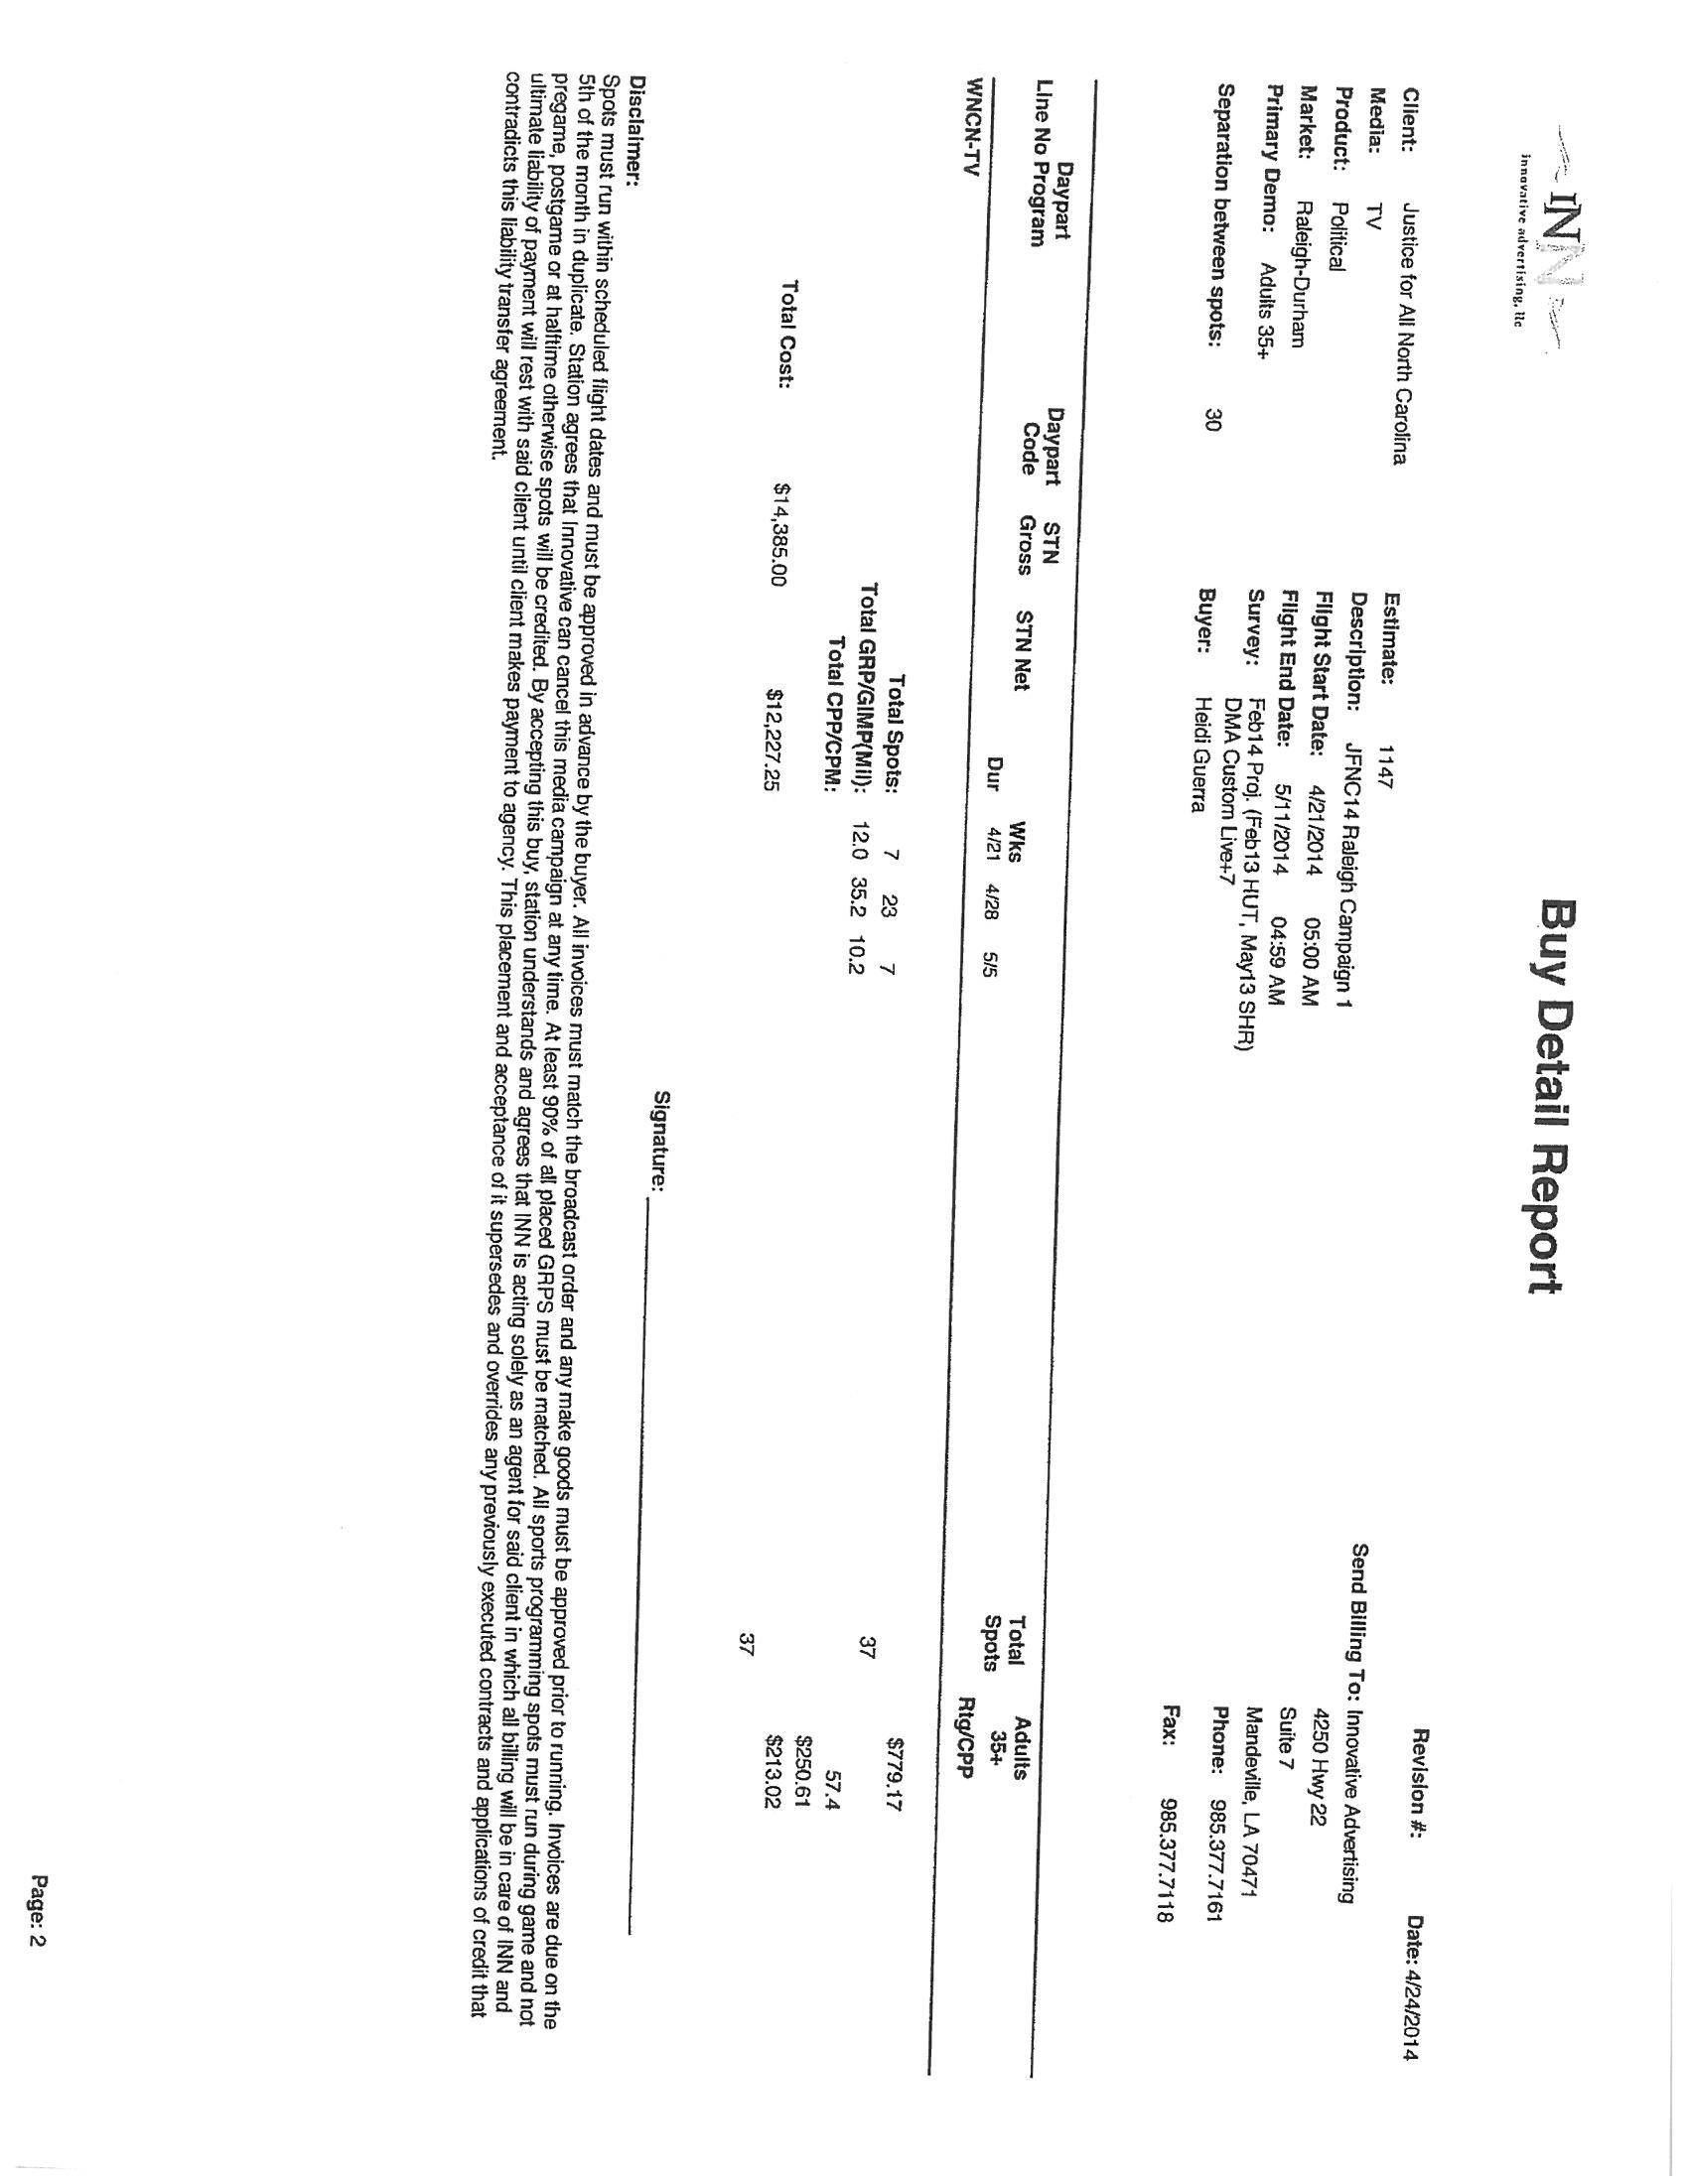 INN
innovative advertising, llc
Buy Detail Report
Revision #: Date: 4/24/2014
Client: Justice for All North Carolina
Media: TV
Product: Political
Market: Raleigh-Durham
Primary Demo: Adults 35+
Separation between spots: 30
Estimate: 1147
Description: JFNC14 Raleigh Campaign 1
Flight Start Date: 4/21/2014 05:00 AM
Flight End Date: 5/11/2014 04:59 AM
Survey: Feb14 Proj. (Feb13 HUT, May13 SHR)
DMA Custom Live+7
Buyer: Heidi Guerra
Send Billing To: Innovative Advertising
4250 Hwy 22
Suite 7
Mandeville, LA 70471
Phone: 985.377.7161
Fax: 985.377.7118
Daypart Daypart STN Wks Total Adults
Line No Program Code Gross STN Net Dur 4/21 4/28 5/5 Spots 35+
Rtg/CPP
WNCN-TV
Total Spots: 7 23 7 37 $779.17
Total GRP/GIMP(Mil): 12.0 35.2 10.2 57.4
Total CPP/CPM: $250.61
$213.02
Total Cost: $14,385.00 $12,227.25 37
Signature:
Disclaimer:
Spots must run within scheduled flight dates and must be approved in advance by the buyer. All invoices must match the broadcast order and any make goods must be approved prior to running. Invoices are due on the
5th of the month in duplicate. Station agrees that Innovative can cancel this media campaign at any time. At least 90% of all placed GRPS must be matched. All sports programming spots must run during game and not
pregame, postgame or at halftime otherwise spots will be credited. By accepting this buy, station understands and agrees that INN is acting solely as an agent for said client in which all billing will be in care of INN and
ultimate liability of payment will rest with said client until client makes payment to agency. This placement and acceptance of it supersedes and overrides any previously executed contracts and applications of credit that
contradicts this liability transfer agreement.
Page: 2